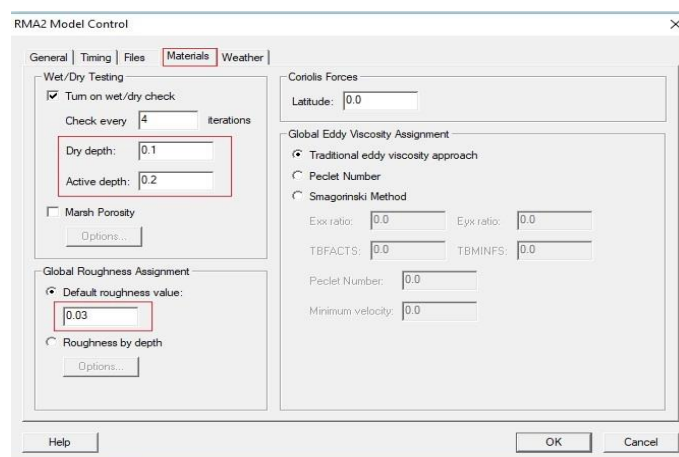 RMA2 Model Control
General Timing Files Materials Weather
Wet/Dry Testing
Turn on wet/dry check
Check every 4 iterations
Dry depth: 0.1
Active depth: 0.2
Marsh Porosity
Options...
Global Roughness Assignment
Default roughness value:
0.03
Roughness by depth
Options...
Coriolis Forces
Latitude: 0.0
Global Eddy Viscosity Assignment
Traditional eddy viscosity approach
Peclet Number
Smagorinski Method
Exx ratio: 0.0 Eyx ratio: 0.0
TBFACTS: 0.0 TBMINFS: 0.0
Peclet Number: 0.0
Minimum velocity: 0.0
Help OK Cancel